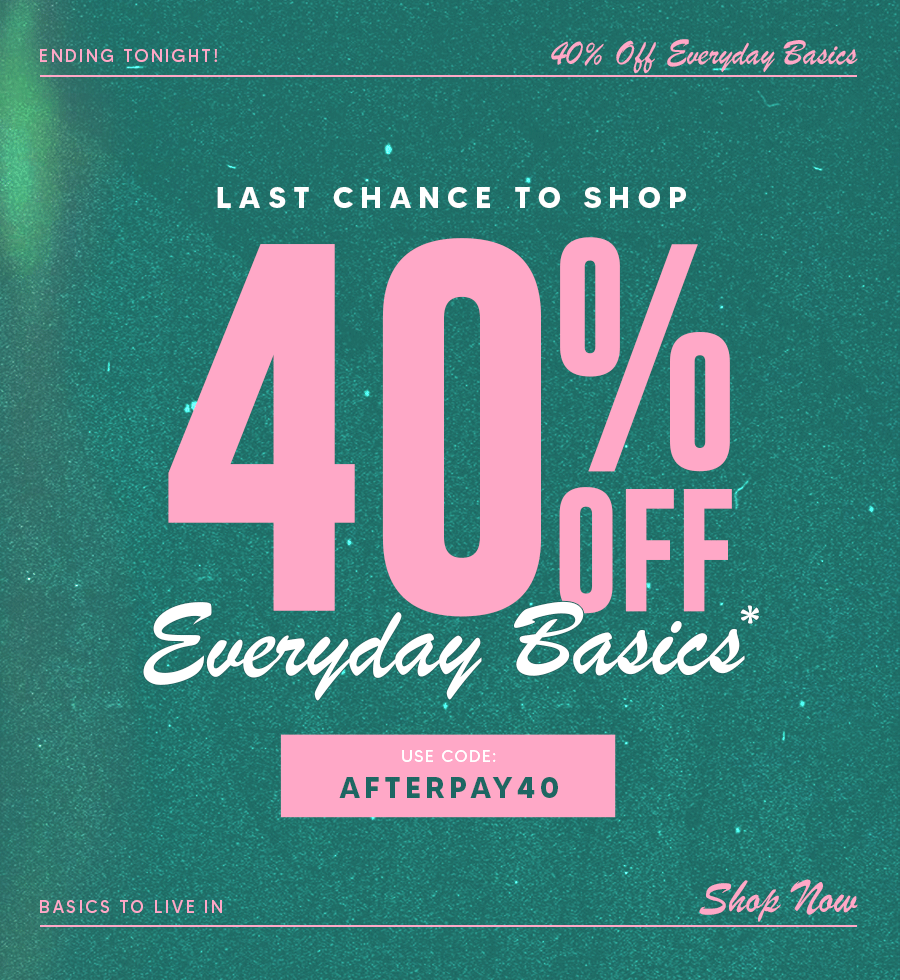 ENDING TONIGHT!
40% Off Everyday Basics
LAST CHANCE TO SHOP
40%
OFF
Everyday Basics*
USE CODE:
AFTERPAY40
BASICS TO LIVE IN
Shop Now